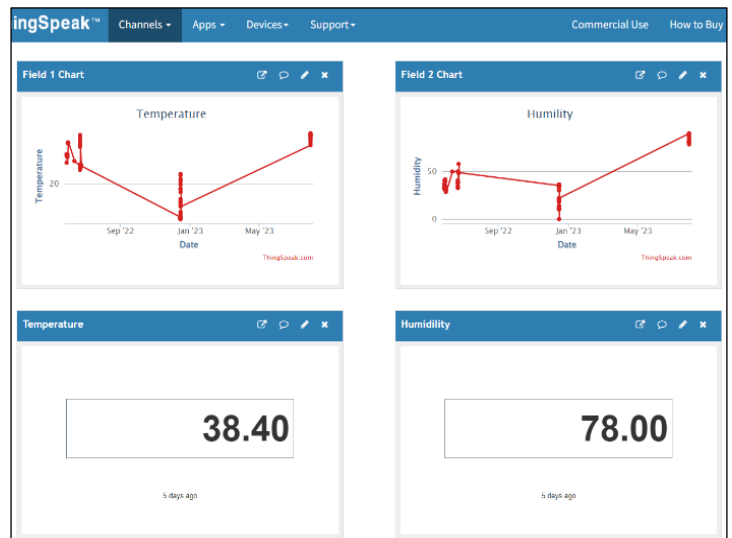 ingSpeak™ Channels Apps Devices Support Commercial Use How to Buy
Field 1 Chart
Temperature
Temperature
20
Sep '22 Jan '23 May '23
Date
ThingSpeak.com
Field 2 Chart
Humility
Humidity
50
0
Sep '22 Jan '23 May '23
Date
ThingSpeak.com
Temperature
38.40
5 days ago
Humidility
78.00
5 days ago